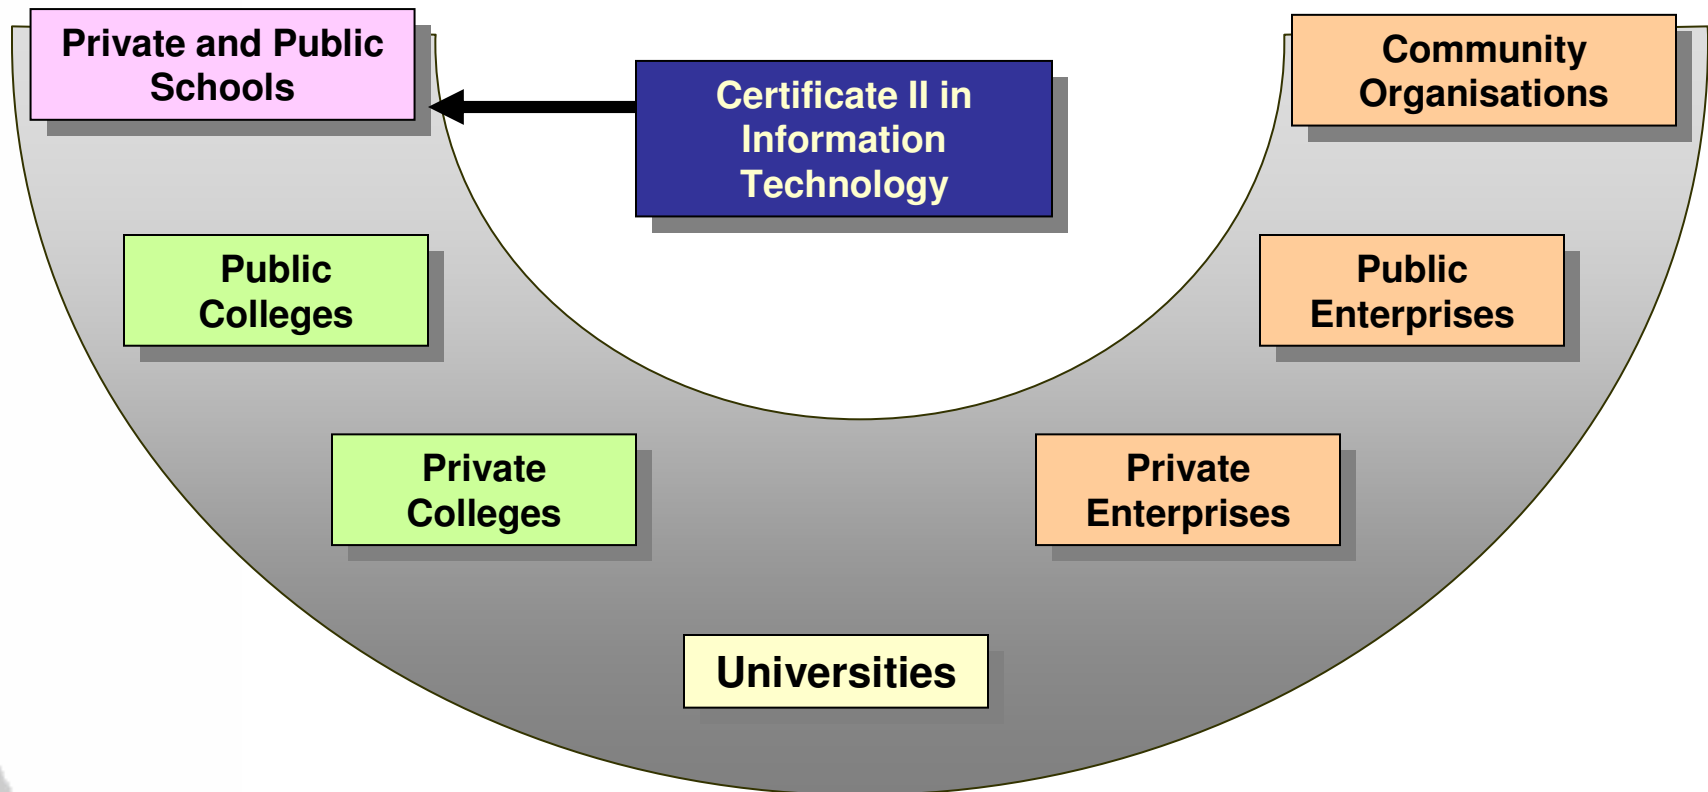 Private and Public
Schools
Certificate II in
Information
Technology
Community
Organisations
Public
Colleges
Public
Enterprises
Private
Colleges
Private
Enterprises
Universities